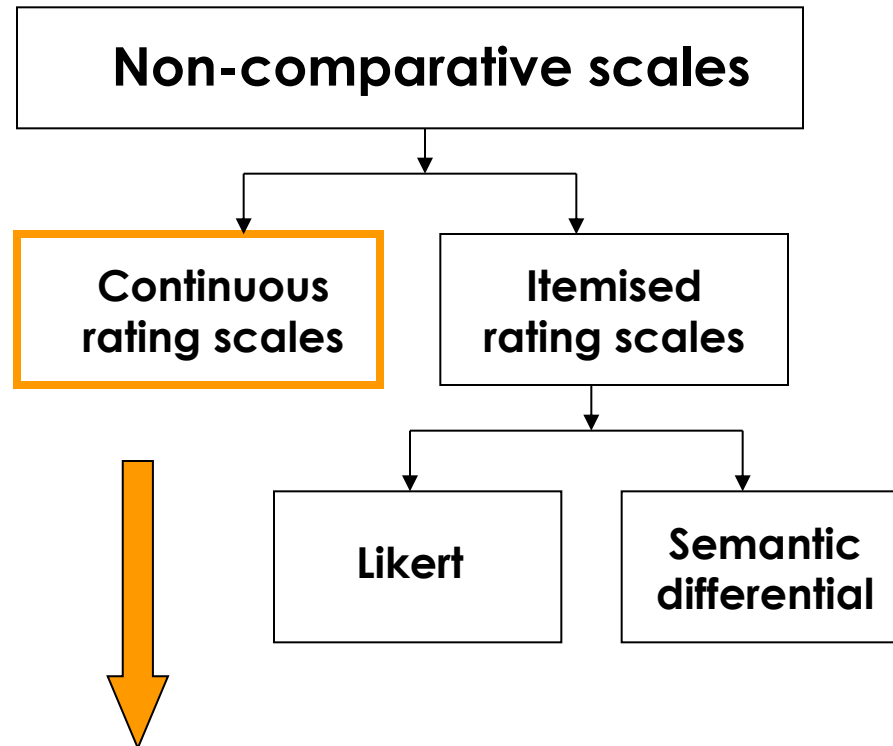 Non-comparative scales
Continuous
rating scales
Itemised
rating scales
Likert
Semantic
differential